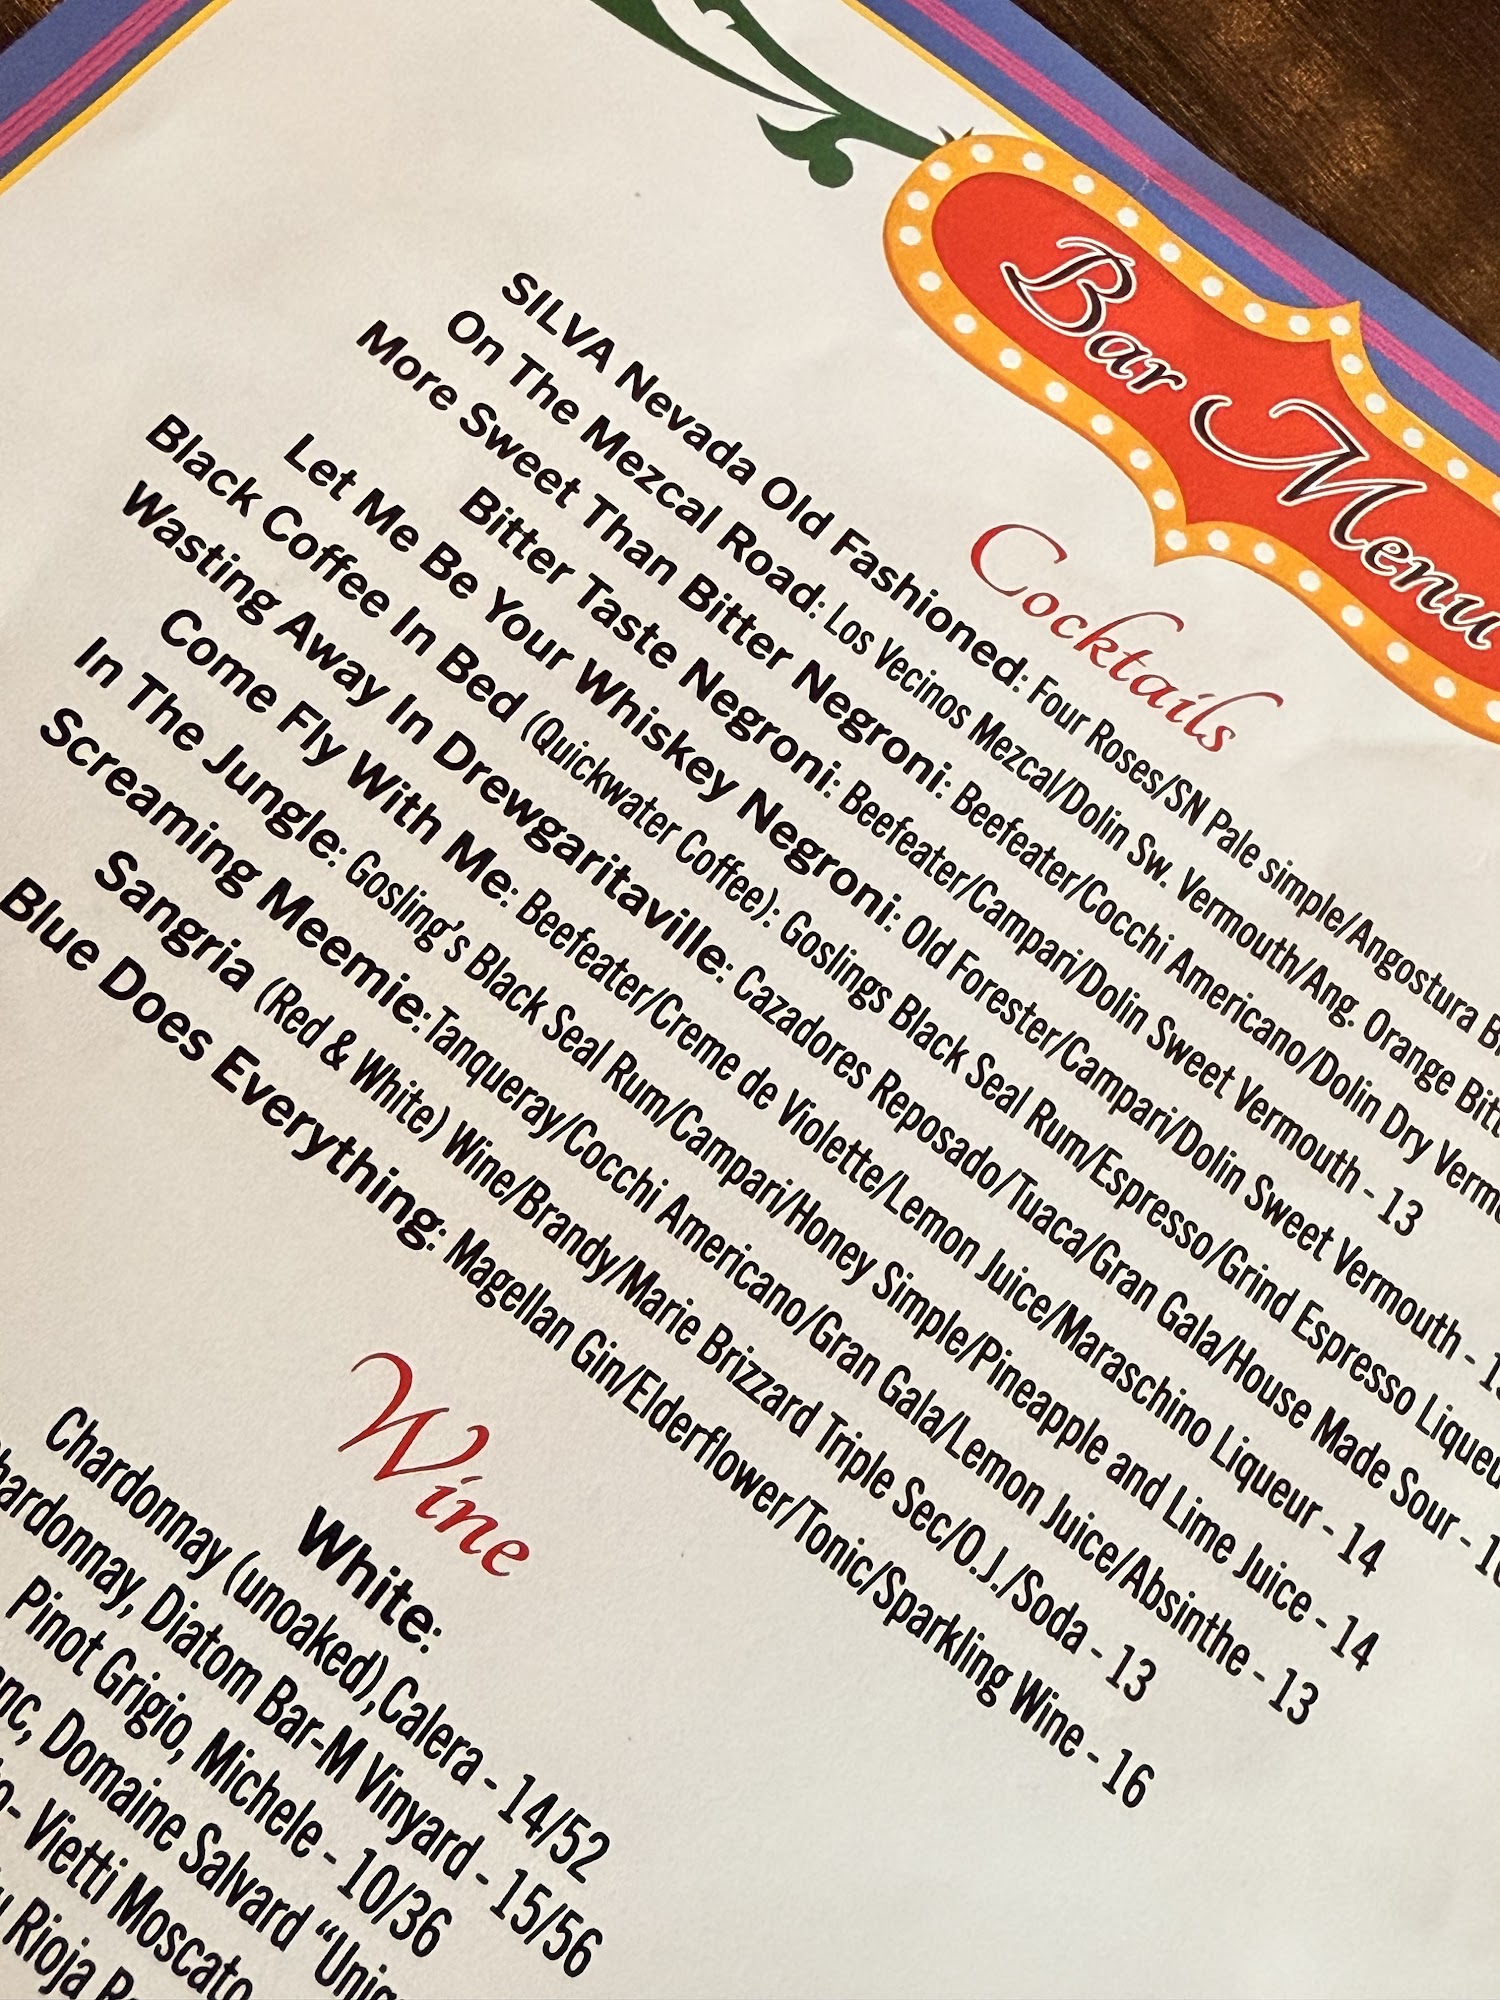 Bar Menu
Cocktails
SILVA Nevada Old Fashioned: Four Roses/SN Pale simple/Angostura
On The Mezcal Road: Los Vecinos Mezcal/Dolin Sw. Vermouth/Ang. Orange
More Sweet Than Bitter Negroni: Beefeater/Cocchi Americano/Dolin Dry
Bitter Taste Negroni: Beefeater/Campari/Dolin Sweet Vermouth - 13
Let Me Be Your Whiskey Negroni: Old Forester/Campari/Dolin Sweet Vermouth -
Black Coffee In Bed (Quickwater Coffee): Goslings Black Seal Rum/Espresso/Grind Espresso
Wasting Away In Drewgaritaville: Cazadores Reposado/Tuaca/Gran Gala/House Made Sour -
Come Fly With Me: Beefeater/Creme de Violette/Lemon Juice/Maraschino Liqueur - 14
In The Jungle: Gosling's Black Seal Rum/Campari/Honey Simple/Pineapple and Lime Juice - 14
Screaming Meemie:Tanqueray/Cocchi Americano/Gran Gala/Lemon Juice/Absinthe - 13
Sangria (Red & White) Wine/Brandy/Marie Brizzard Triple Sec/O.J./Soda - 13
Blue Does Everything: Magellan Gin/Elderflower/Tonic/Sparkling Wine - 16
Wine
White:
Chardonnay (unoaked),Calera - 14/52
hardonnay, Diatom Bar-M Vinyard - 15/56
Pinot Grigio, Michele - 10/36
nc, Domaine Salvard "Uniq
- Vietti Moscato
Rioja